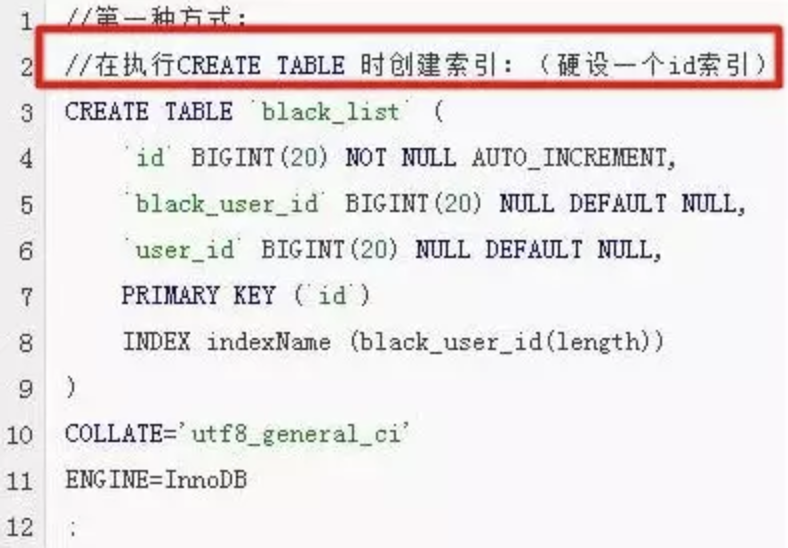 1 //第一种方式：
2 //在执行CREATE TABLE 时创建索引：（硬设一个id索引）
3 CREATE TABLE `black_list` (
4 `id` BIGINT(20) NOT NULL AUTO_INCREMENT,
5 `black_user_id` BIGINT(20) NULL DEFAULT NULL,
6 `user_id` BIGINT(20) NULL DEFAULT NULL,
7 PRIMARY KEY (`id`)
8 INDEX indexName (black_user_id(length))
9 )
10 COLLATE='utf8_general_ci'
11 ENGINE=InnoDB
12 ;